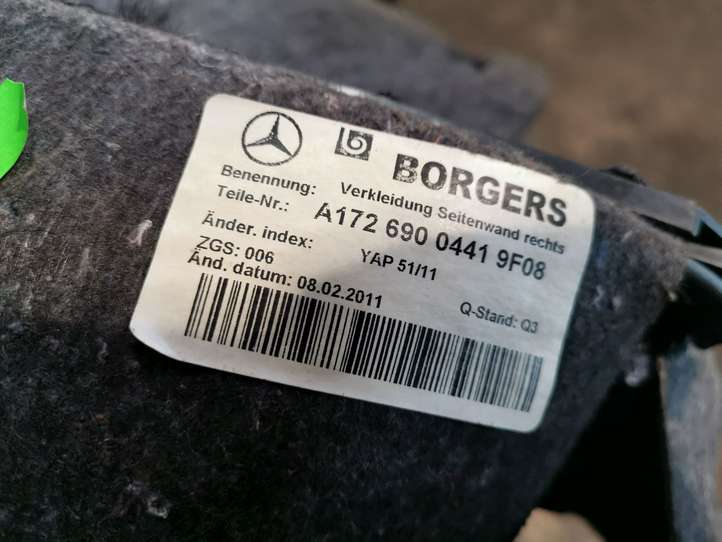 BORGERS
Benennung: Verkleidung Seitenwand rechts
Teile-Nr.: A172 690 0441 9F08
Änder. index: YAP 51/11
ZGS: 006
Änd. datum: 08.02.2011 Q-Stand: Q3